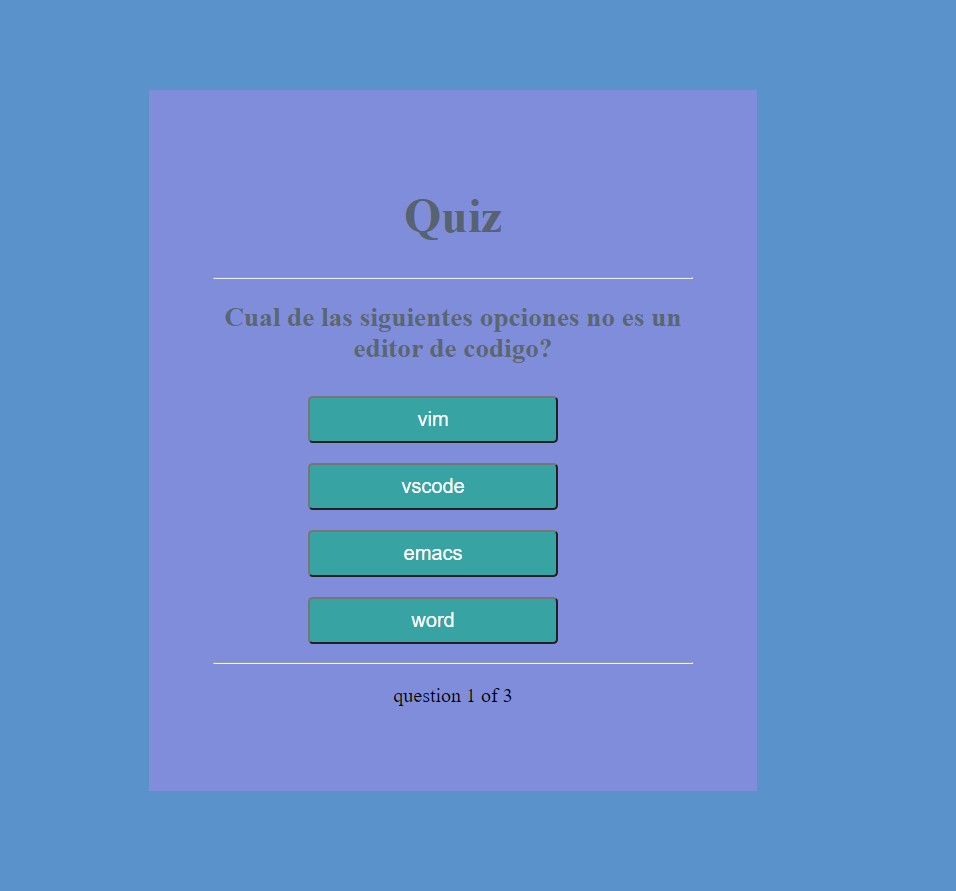 Quiz
Cual de las siguientes opciones no es un
editor de codigo?
vim
vscode
emacs
word
question 1 of 3